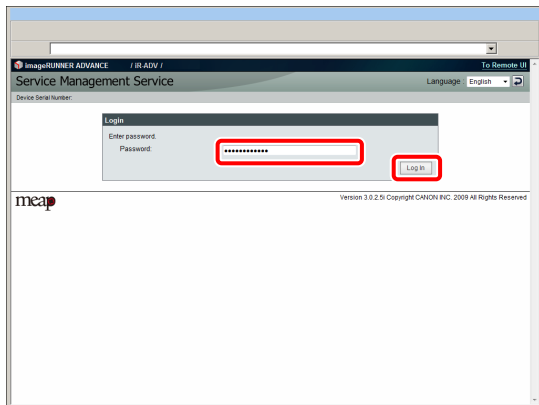 imageRUNNER ADVANCE / iR-ADV / To Remote UI
Service Management Service Language : English
Device Serial Number:
Login
Enter password.
Password: ••••••••••••
Log In
meap Version 3.0.2.5i Copyright CANON INC. 2009 All Rights Reserved